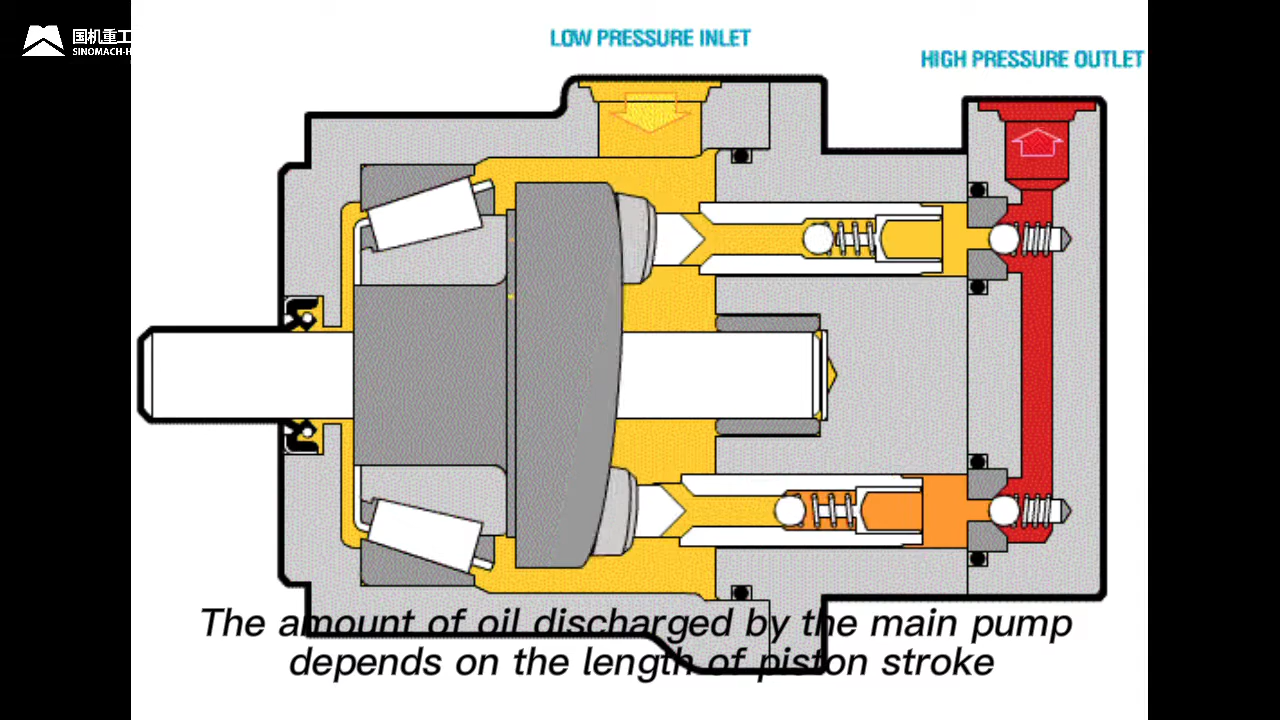 国机重工
SINOMACH-H
LOW PRESSURE INLET
HIGH PRESSURE OUTLET
The amount of oil discharged by the main pump
depends on the length of piston stroke